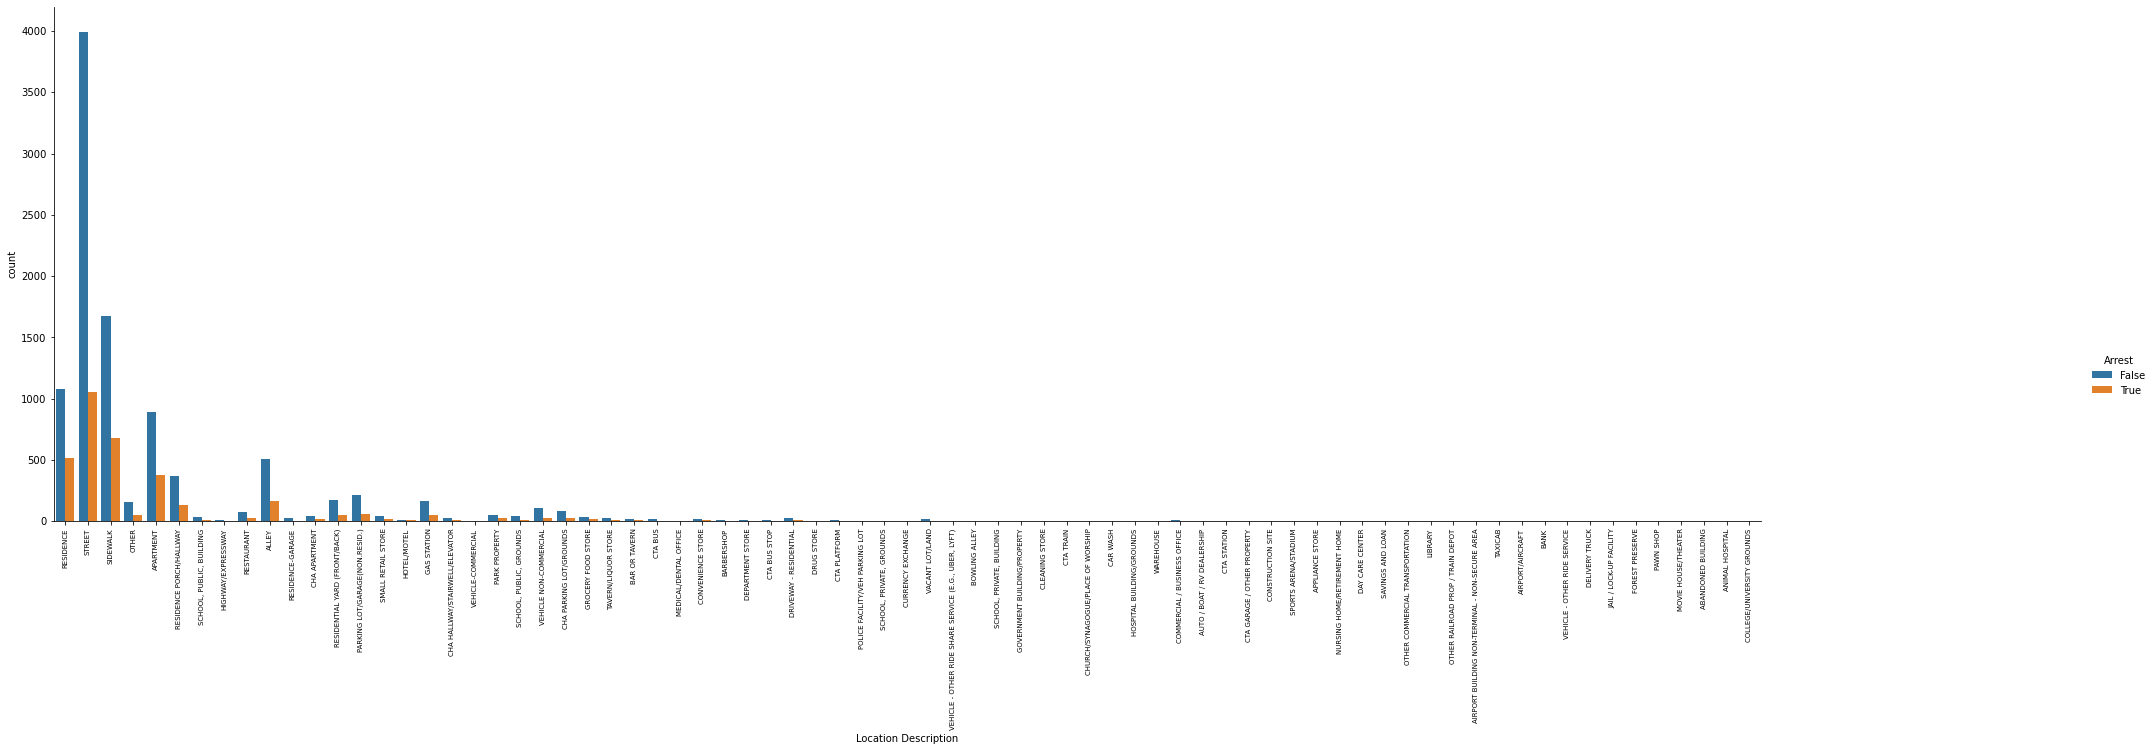 4000
3500
3000
2500
2000
1500
1000
500
0
count
RESIDENCE
STREET
SIDEWALK
OTHER
APARTMENT
RESIDENCE PORCH/HALLWAY
SCHOOL, PUBLIC, BUILDING
HIGHWAY/EXPRESSWAY
RESTAURANT
ALLEY
RESIDENCE-GARAGE
CHA APARTMENT
RESIDENTIAL YARD (FRONT/BACK)
PARKING LOT/GARAGE(NON.RESID.)
SMALL RETAIL STORE
HOTEL/MOTEL
GAS STATION
CHA HALLWAY/STAIRWELL/ELEVATOR
VEHICLE-COMMERCIAL
PARK PROPERTY
SCHOOL, PUBLIC, GROUNDS
VEHICLE NON-COMMERCIAL
CHA PARKING LOT/GROUNDS
GROCERY FOOD STORE
TAVERN/LIQUOR STORE
BAR OR TAVERN
CTA BUS
MEDICAL/DENTAL OFFICE
CONVENIENCE STORE
BARBERSHOP
DEPARTMENT STORE
CTA BUS STOP
DRIVEWAY - RESIDENTIAL
DRUG STORE
CTA PLATFORM
POLICE FACILITY/VEH PARKING LOT
SCHOOL, PRIVATE, GROUNDS
CURRENCY EXCHANGE
VACANT LOT/LAND
VEHICLE - OTHER RIDE SHARE SERVICE (E.G., UBER, LYFT)
BOWLING ALLEY
SCHOOL, PRIVATE, BUILDING
GOVERNMENT BUILDING/PROPERTY
CLEANING STORE
CTA TRAIN
CHURCH/SYNAGOGUE/PLACE OF WORSHIP
CAR WASH
HOSPITAL BUILDING/GROUNDS
WAREHOUSE
COMMERCIAL / BUSINESS OFFICE
AUTO / BOAT / RV DEALERSHIP
CTA STATION
CTA GARAGE / OTHER PROPERTY
CONSTRUCTION SITE
SPORTS ARENA/STADIUM
APPLIANCE STORE
NURSING HOME/RETIREMENT HOME
DAY CARE CENTER
SAVINGS AND LOAN
OTHER COMMERCIAL TRANSPORTATION
LIBRARY
OTHER RAILROAD PROP / TRAIN DEPOT
AIRPORT BUILDING NON-TERMINAL - NON-SECURE AREA
TAXICAB
AIRPORT/AIRCRAFT
BANK
VEHICLE - OTHER RIDE SERVICE
DELIVERY TRUCK
JAIL / LOCK-UP FACILITY
FOREST PRESERVE
PAWN SHOP
MOVIE HOUSE/THEATER
ABANDONED BUILDING
ANIMAL HOSPITAL
COLLEGE/UNIVERSITY GROUNDS
Location Description
Arrest
False
True